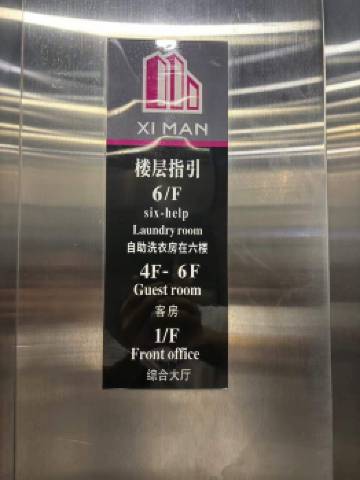 XI MAN
楼层指引
6/F
six-help
Laundry room
自助洗衣房在六楼
4F- 6F
Guest room
客房
1/F
Front office
综合大厅